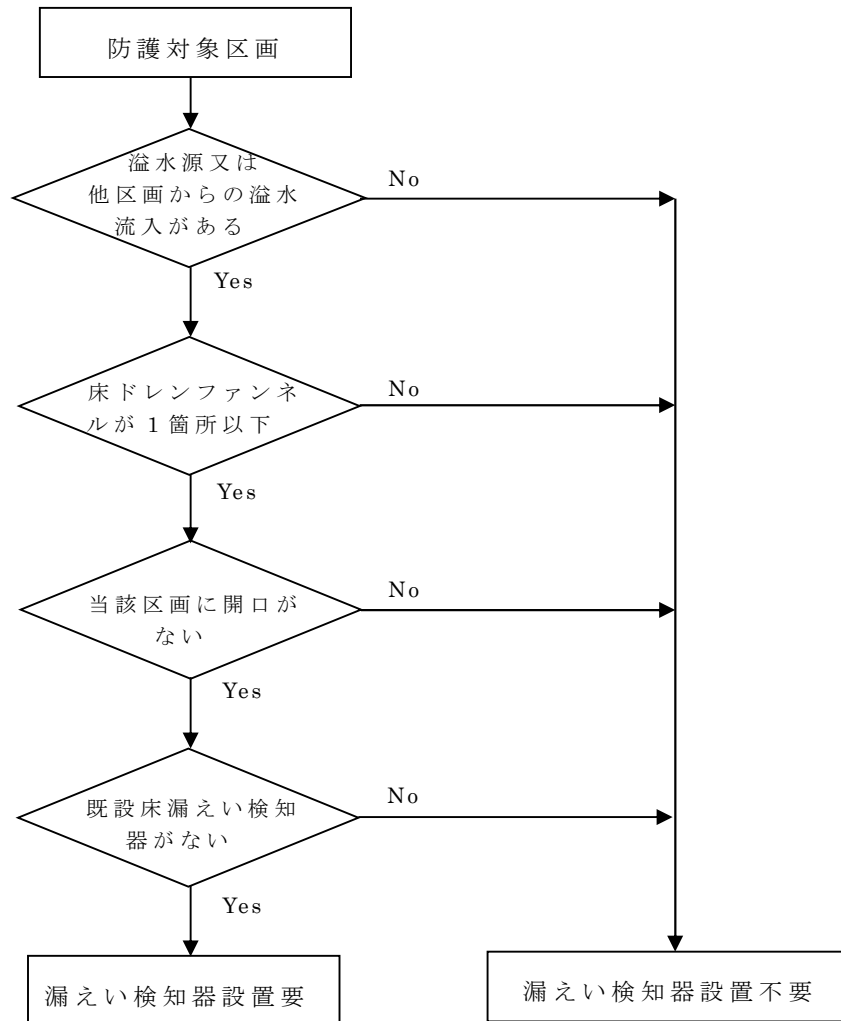 防護対象区画
溢水源又は
他区画からの溢水
流入がある
No
Yes
床ドレンファンネ
ルが1箇所以下
No
Yes
当該区画に開口が
ない
No
Yes
既設床漏えい検知
器がない
No
Yes
漏えい検知器設置要
漏えい検知器設置不要